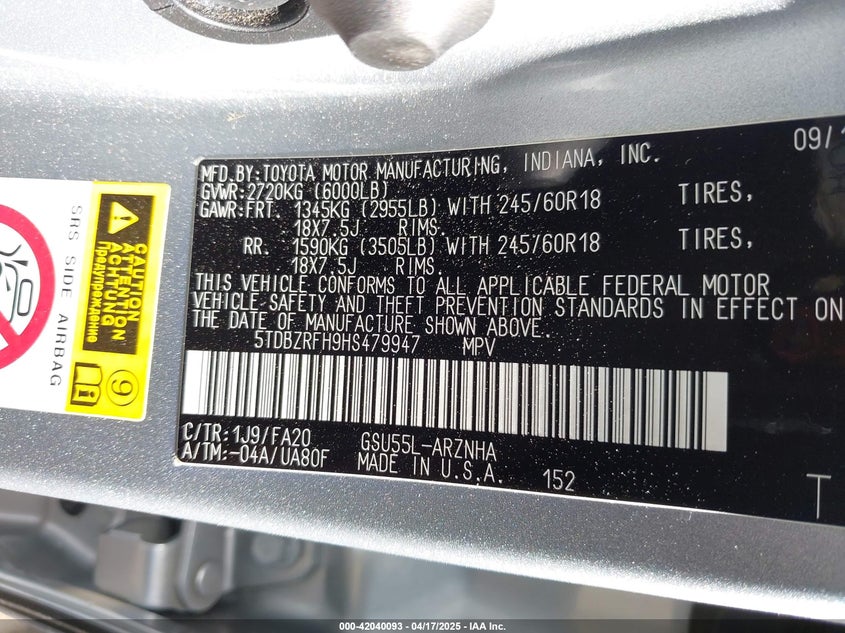 MFD.BY:TOYOTA MOTOR MANUFACTURING, INDIANA, INC. 09/1
GVWR:2720KG (6000LB)
GAWR:FRT. 1345KG (2955LB) WITH 245/60R18 TIRES,
18X7.5J RIMS.
RR. 1590KG (3505LB) WITH 245/60R18 TIRES,
18X7.5J RIMS.
THIS VEHICLE CONFORMS TO ALL APPLICABLE FEDERAL MOTOR
VEHICLE SAFETY AND THEFT PREVENTION STANDARDS IN EFFECT ON
THE DATE OF MANUFACTURE SHOWN ABOVE.
5TDBZRFH9HS479947 MPV
C/TR:1J9/FA20 GSU55L-ARZNHA
A/TM:-04A/UA80F MADE IN U.S.A. 152 T
SRS SIDE AIRBAG
CAUTION
ATTENTION
ACHTUNG
Предупреждение
9
000-42040093 - 04/17/2025 - IAA Inc.